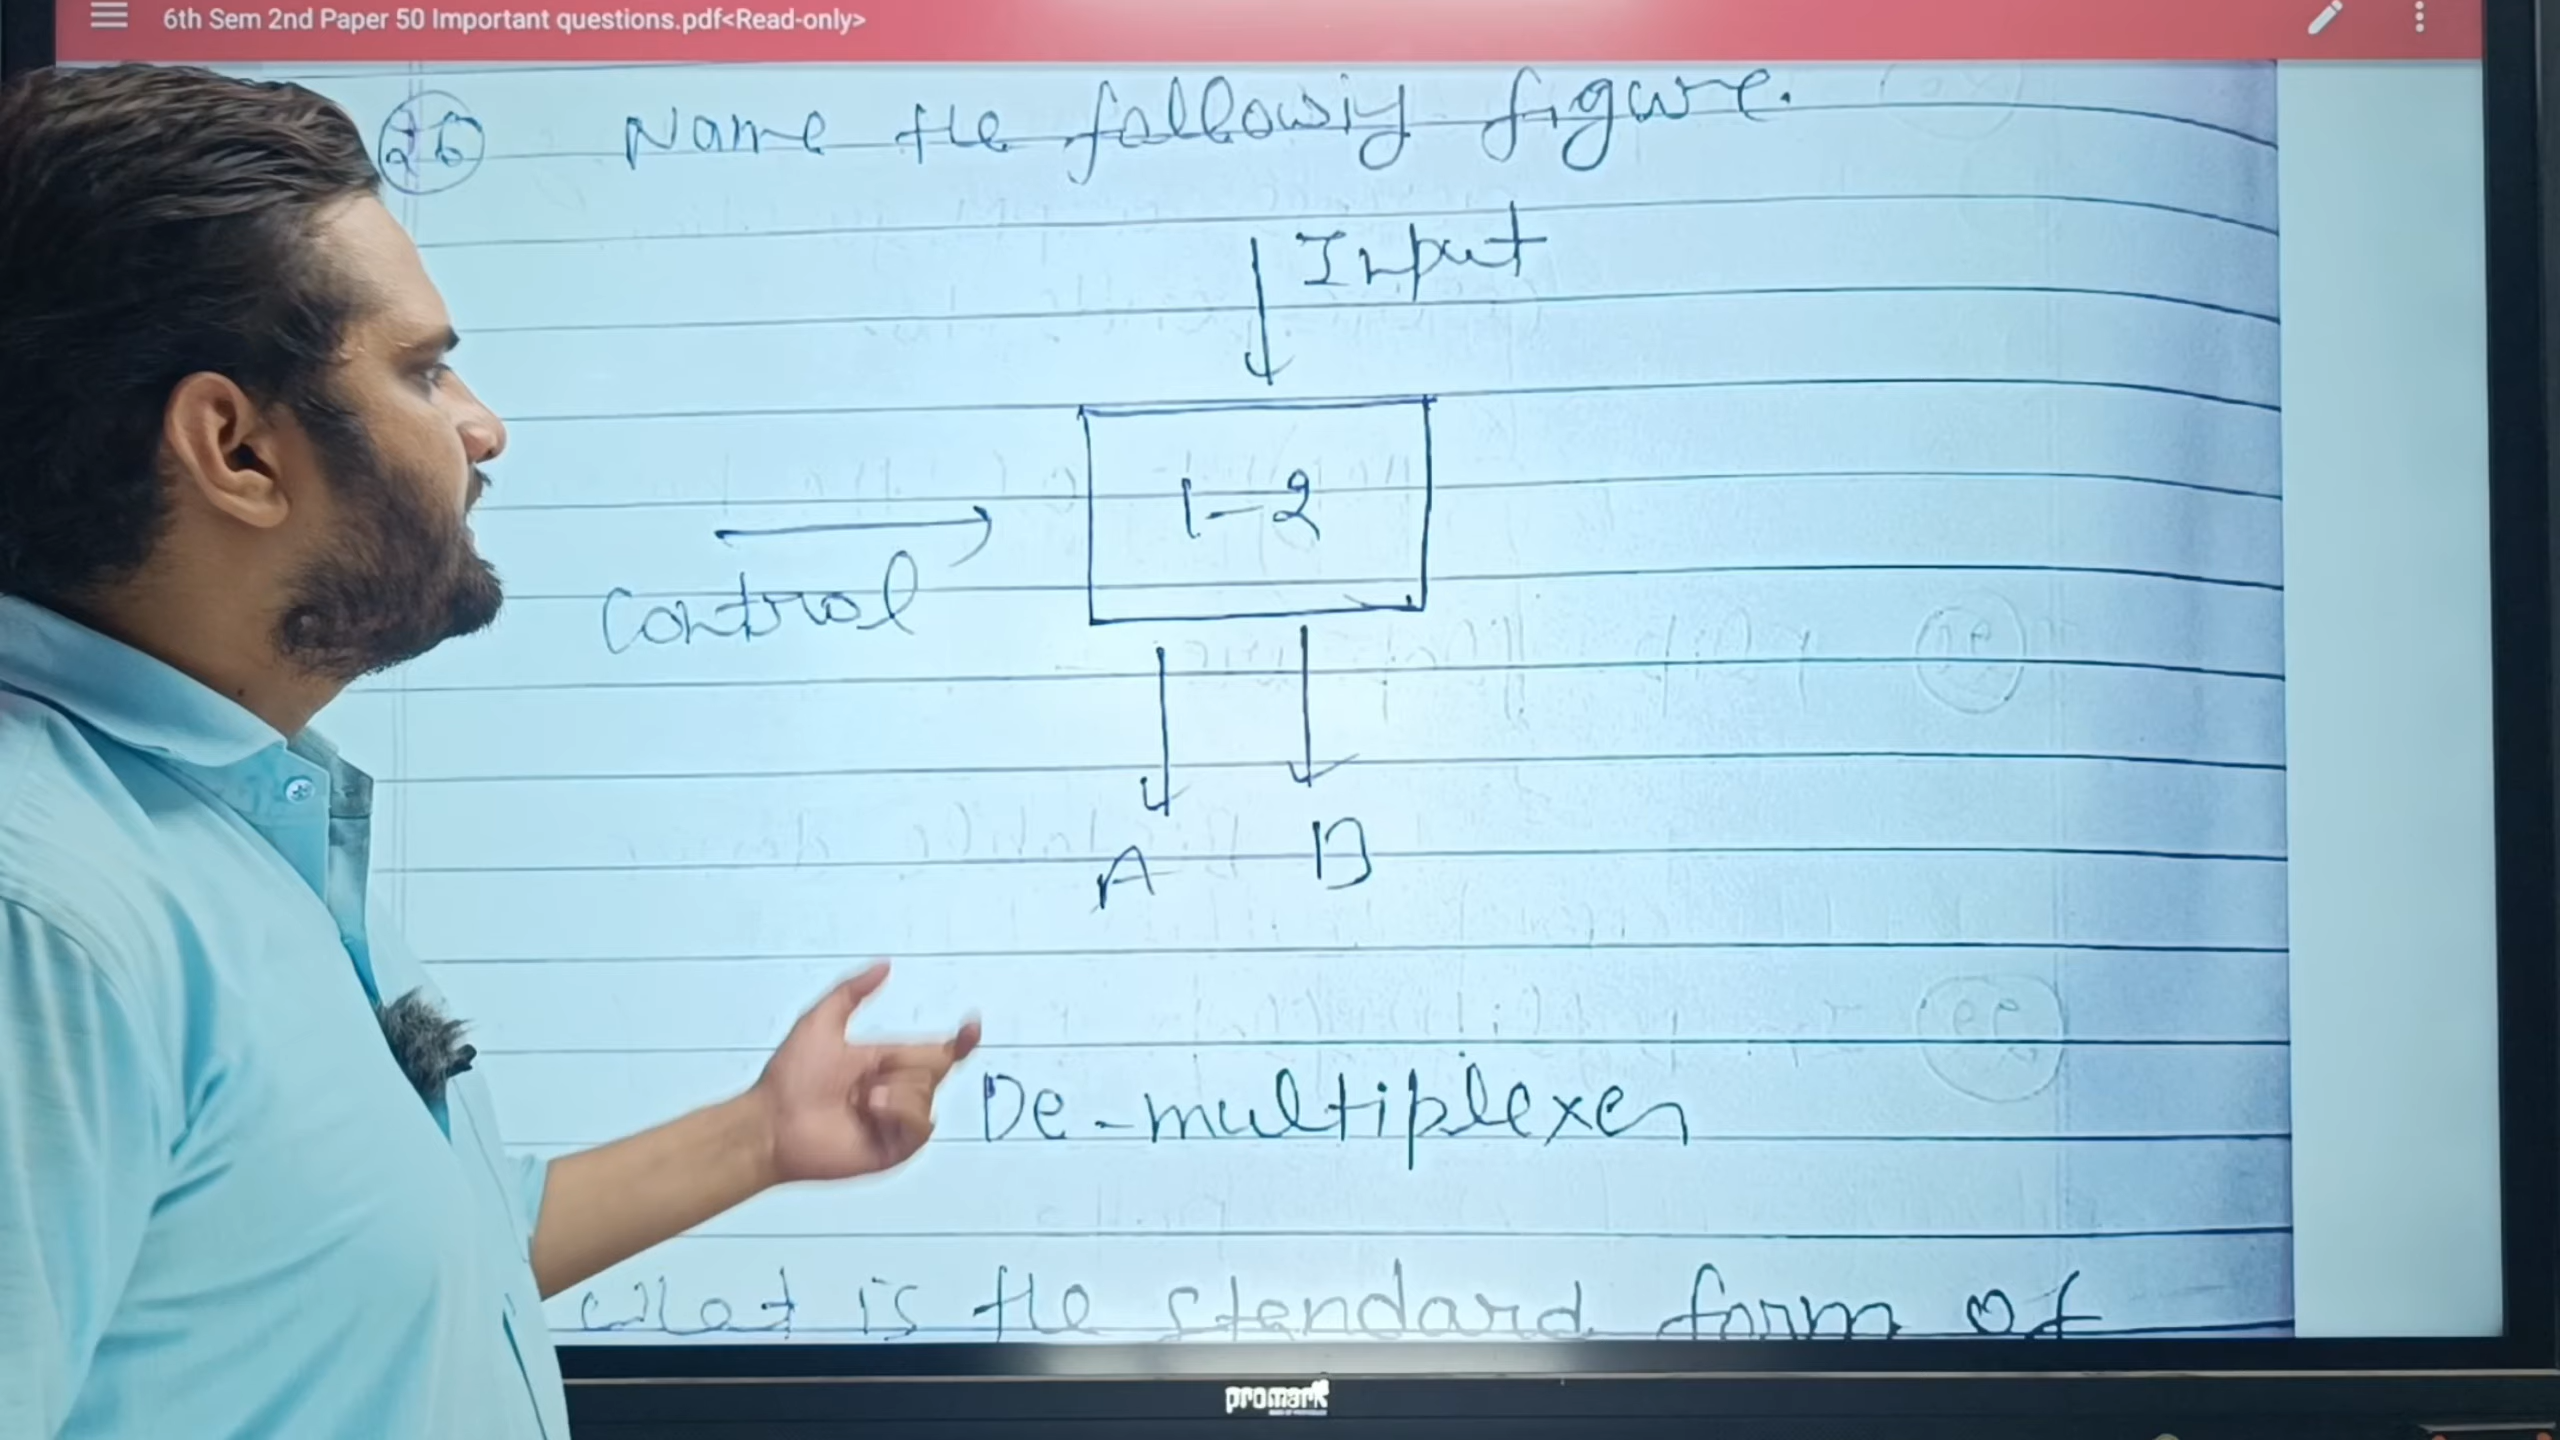 6th Sem 2nd Paper 50 Important questions.pdf<Read-only>
26 Name the following figure.
Input
1-2
Control
A B
De-multiplexer
What is the standard form of
promark